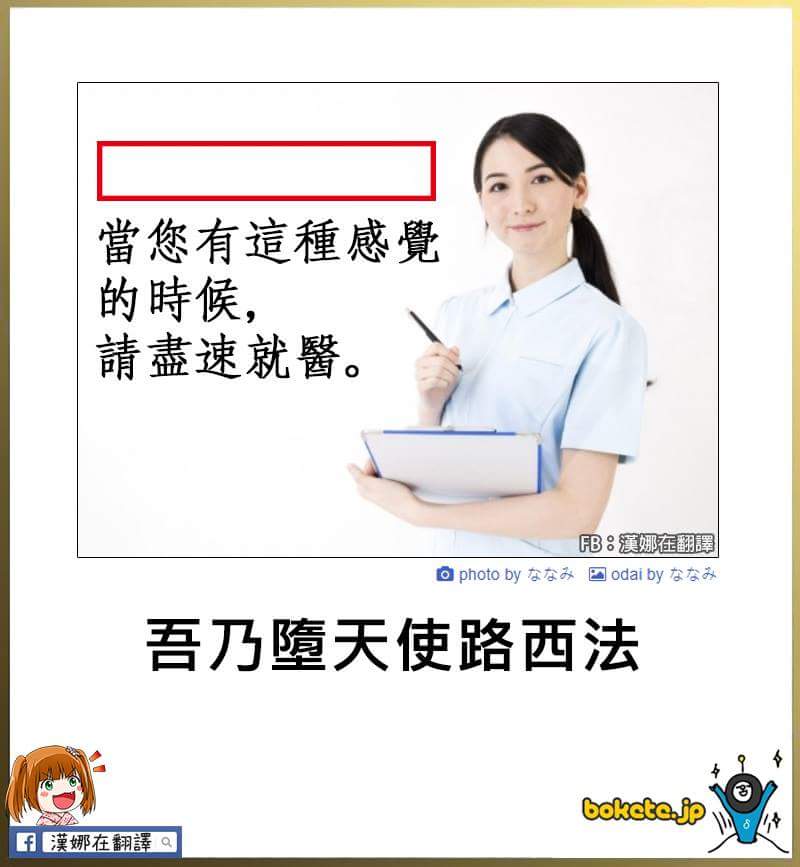 當您有這種感覺
的時候，
請盡速就醫。
FB：漢娜在翻譯
photo by ななみ odai by ななみ
吾乃墮天使路西法
漢娜在翻譯
bokete.jp